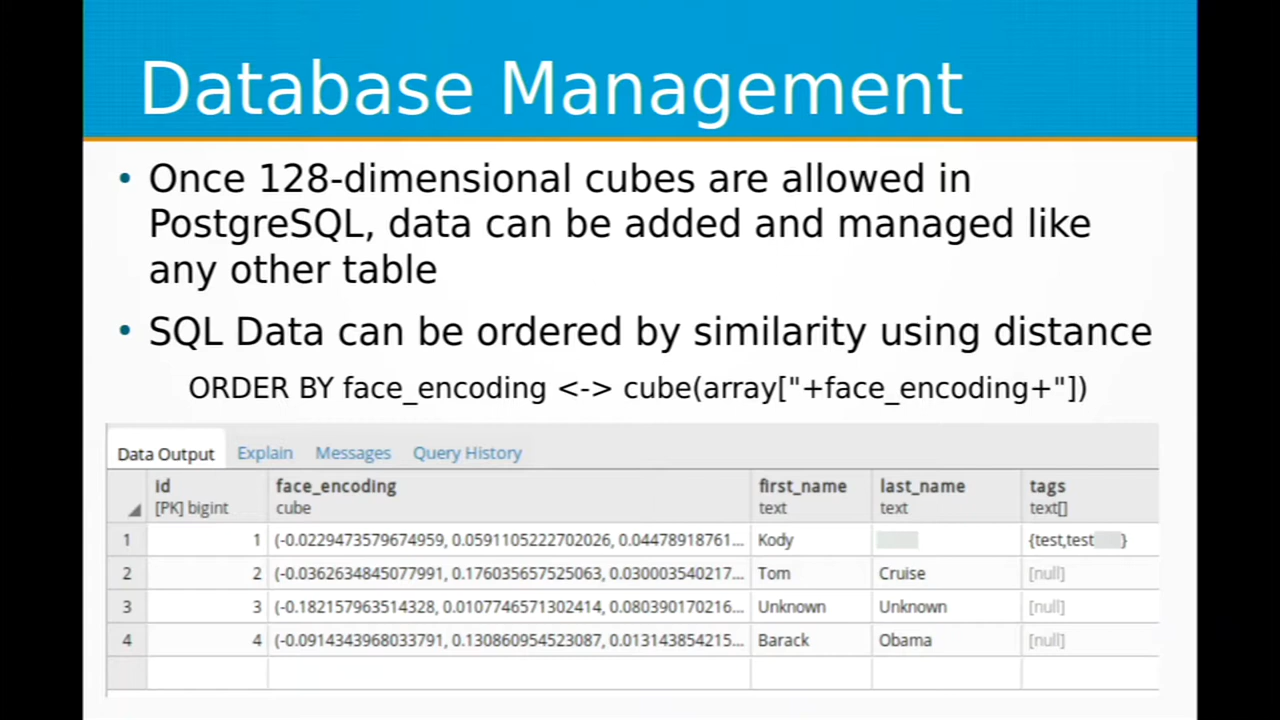 Database Management
• Once 128-dimensional cubes are allowed in
PostgreSQL, data can be added and managed like
any other table
• SQL Data can be ordered by similarity using distance
ORDER BY face_encoding <-> cube(array["+face_encoding+"])
Data Output Explain Messages Query History
id face_encoding first_name last_name tags
[PK] bigint cube text text text[]
1 1 (-0.0229473579674959, 0.0591105222702026, 0.04478918761... Kody {test,test }
2 2 (-0.0362634845077991, 0.176035657525063, 0.030003540217... Tom Cruise [null]
3 3 (-0.182157963514328, 0.0107746571302414, 0.080390170216... Unknown Unknown [null]
4 4 (-0.0914343968033791, 0.130860954523087, 0.013143854215... Barack Obama [null]